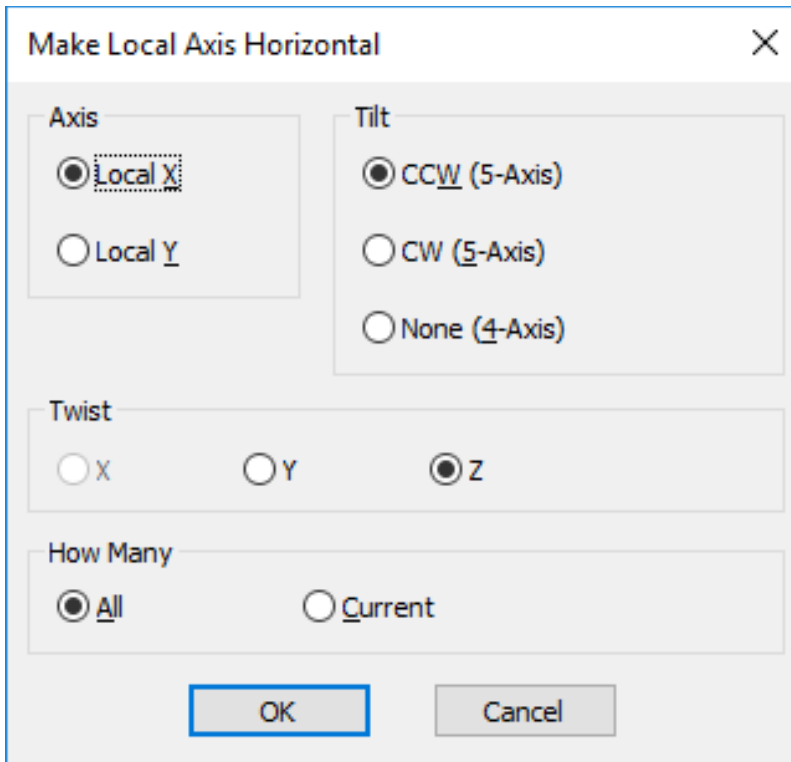 Make Local Axis Horizontal
Axis
Local X
Local Y
Tilt
CCW (5-Axis)
CW (5-Axis)
None (4-Axis)
Twist
X Y Z
How Many
All Current
OK Cancel